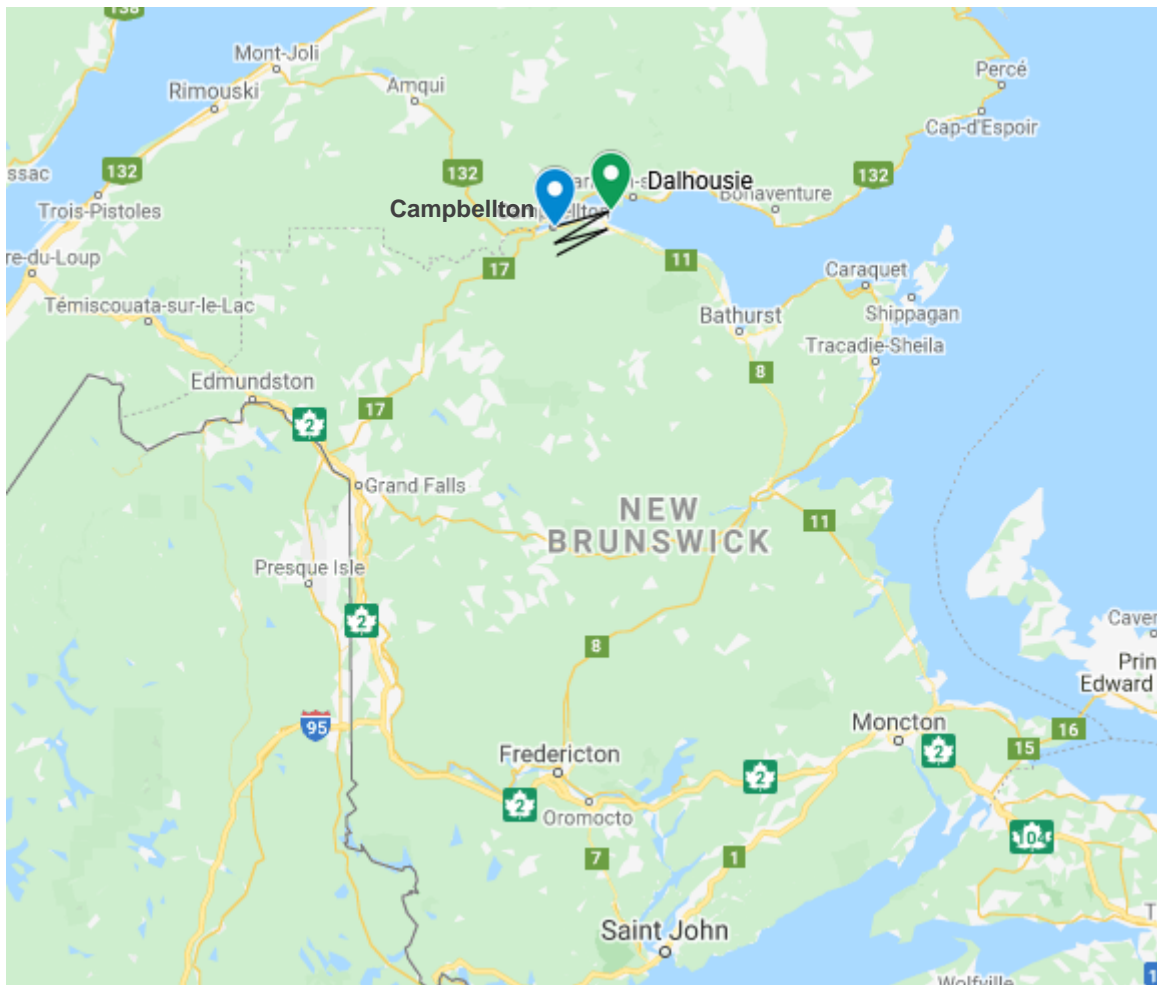 138
Mont-Joli
Percé
Rimouski
Amqui
Cap-d'Espoir
132
132
132
ssac
Dalhousie
Trois-Pistoles
Bonaventure
Campbellton
re-du-Loup
17
11
Caraquet
Témiscouata-sur-le-Lac
Shippagan
Bathurst
Tracadie-Sheila
8
Edmundston
17
2
Grand Falls
NEW
BRUNSWICK
11
Presque Isle
2
Caver
8
Prin
Edward
95
Moncton
16
15
2
Fredericton
2
2
Oromocto
104
7
1
Saint John
Wolfville
1